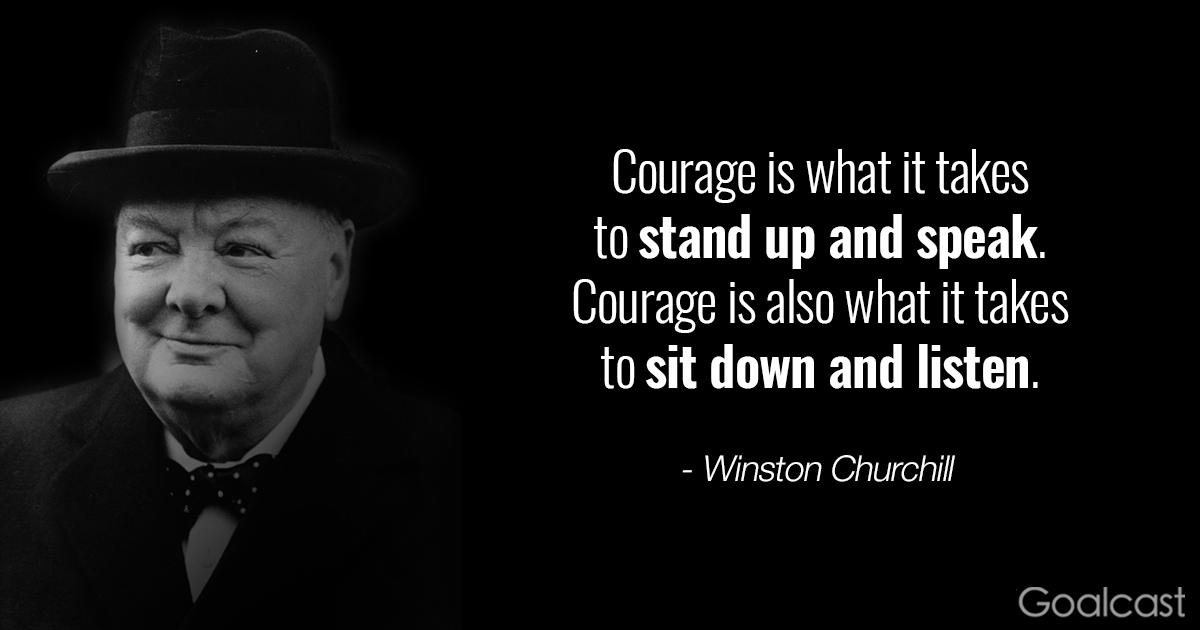 Courage is what it takes
to stand up and speak.
Courage is also what it takes
to sit down and listen.
- Winston Churchill
Goalcast